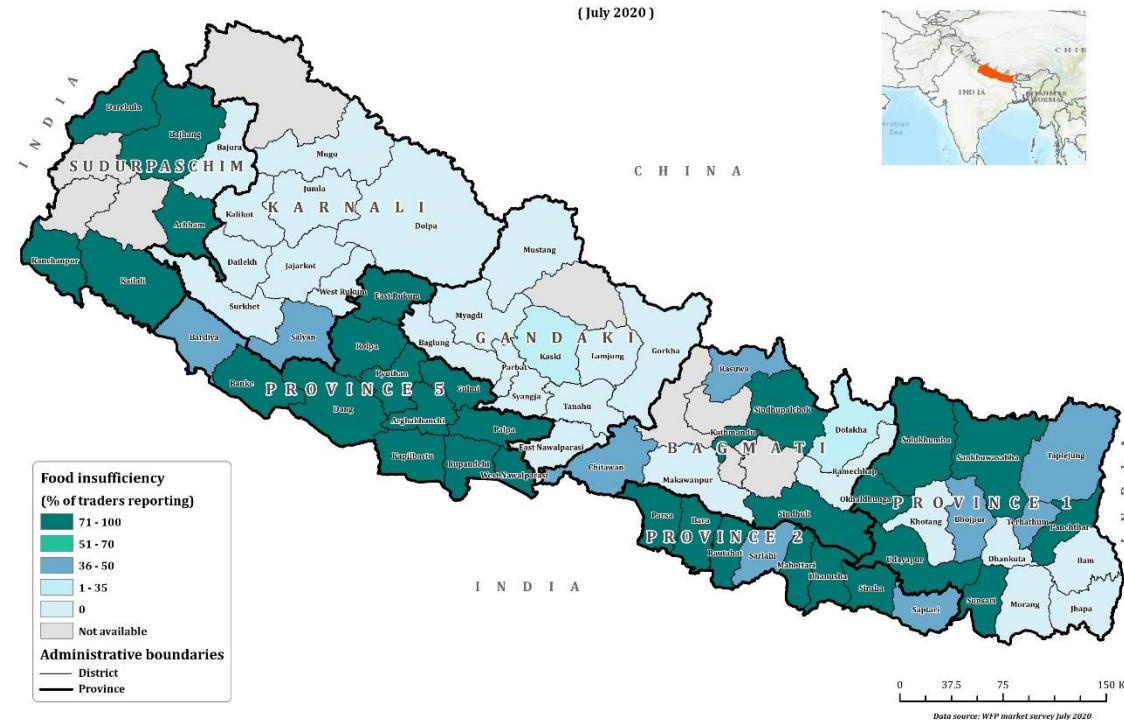 ( July 2020 )
INDIA
CHINA
INDIA
INDIA
Arabian
Sea
INDIA
SUDURPASCHIM
Bajhang
Bajura
Achham
Kanchanpur
Kailali
KARNALI
Mugu
Jumla
Kalikot
Dolpa
Dailekh
Jajarkot
West Rukum
Surkhet
Salyan
PROVINCE 5
Bardiya
Banke
East Rukum
Rolpa
Pyuthan
Gulmi
Dang
Arghakhanchi
Palpa
Kapilbastu
Rupandehi
West Nawalparasi
GANDAKI
Mustang
Myagdi
Baglung
Parbat
Kaski
Lamjung
Gorkha
Syangja
Tanahu
East Nawalparasi
BAGMATI
Rasuwa
Sindhupalchok
Kathmandu
Dolakha
Ramechhap
Chitawan
Makawanpur
Sindhuli
PROVINCE 2
Parsa
Bara
Rautahat
Sarlahi
Mahottari
Dhanusha
Siraha
Saptari
PROVINCE 1
Solukhumbu
Sankhuwasabha
Taplejung
Okhaldhunga
Khotang
Bhojpur
Terhathum
Panchthar
Dhankuta
Ilam
Udayapur
Sunsari
Morang
Jhapa
Food insufficiency
(% of traders reporting)
71 - 100
51 - 70
36 - 50
1 - 35
0
Not available
Administrative boundaries
District
Province
0 37.5 75 150 K
Data source: WFP market survey July 2020